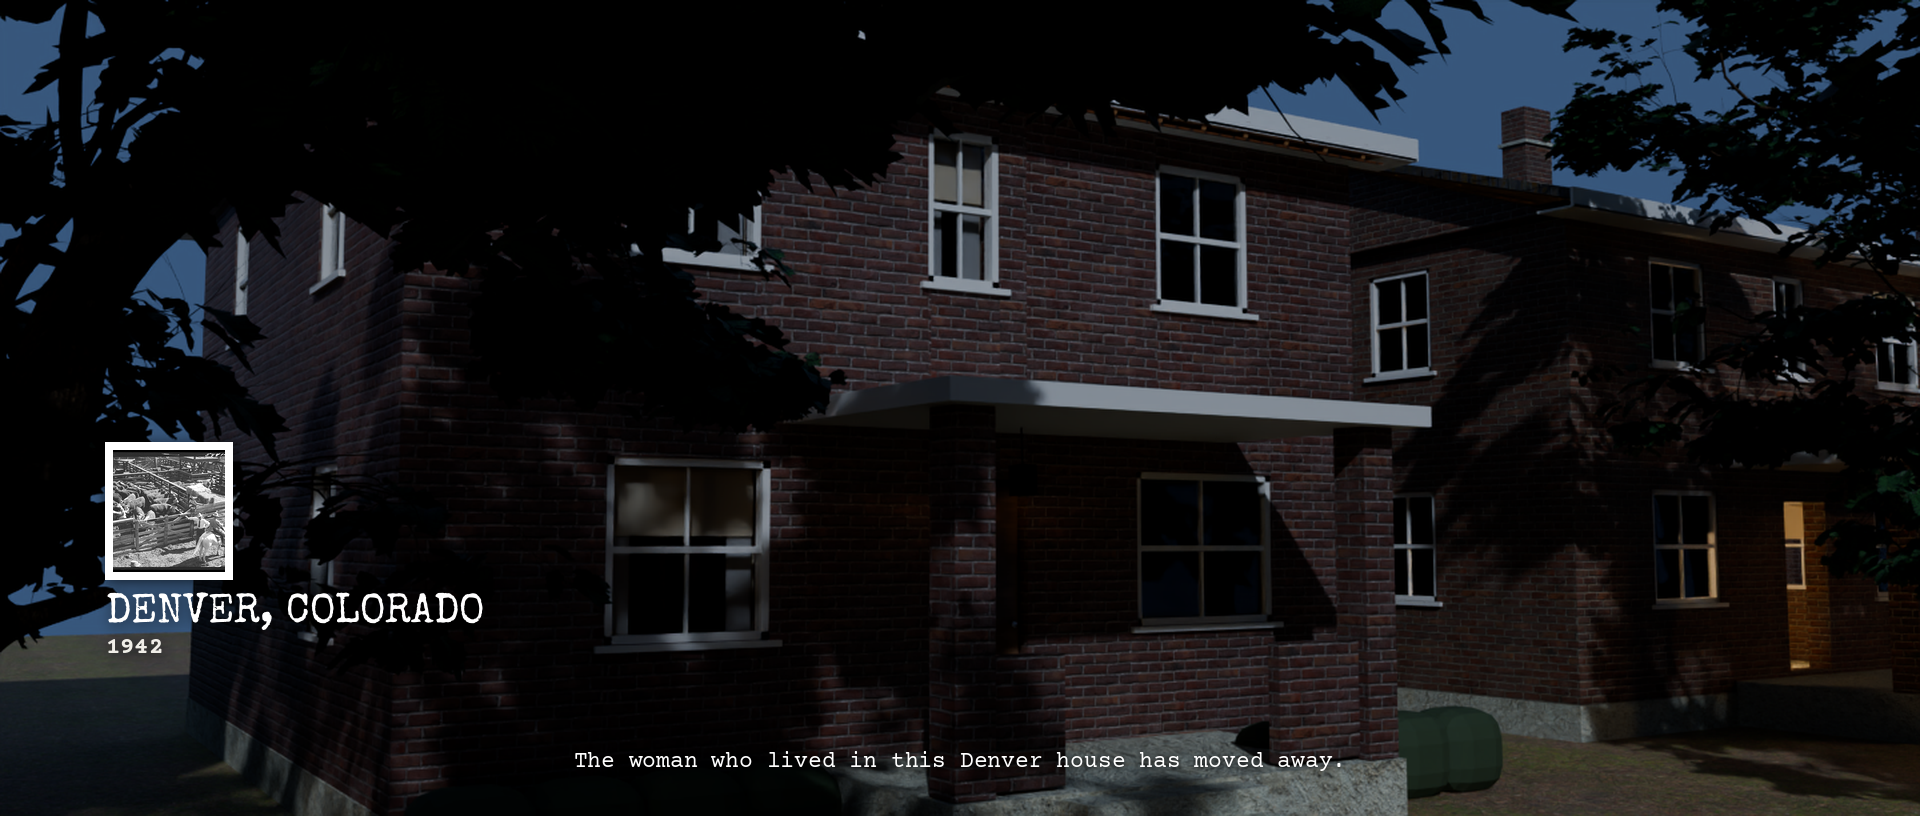 DENVER, COLORADO
1942
The woman who lived in this Denver house has moved away.